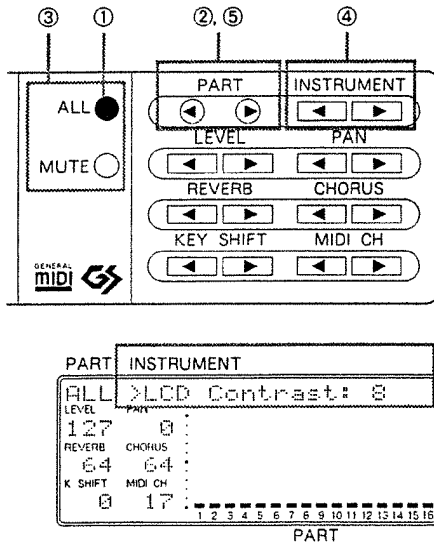 ③ ① ②, ⑤ ④
PART INSTRUMENT
ALL
LEVEL PAN
MUTE
REVERB CHORUS
KEY SHIFT MIDI CH
GENERAL
MIDI GS
PART INSTRUMENT
ALL >LCD Contrast: 8
LEVEL PAN
127 0
REVERB CHORUS
64 64
K SHIFT MIDI CH
0 17
1 2 3 4 5 6 7 8 9 10 11 12 13 14 15 16
PART